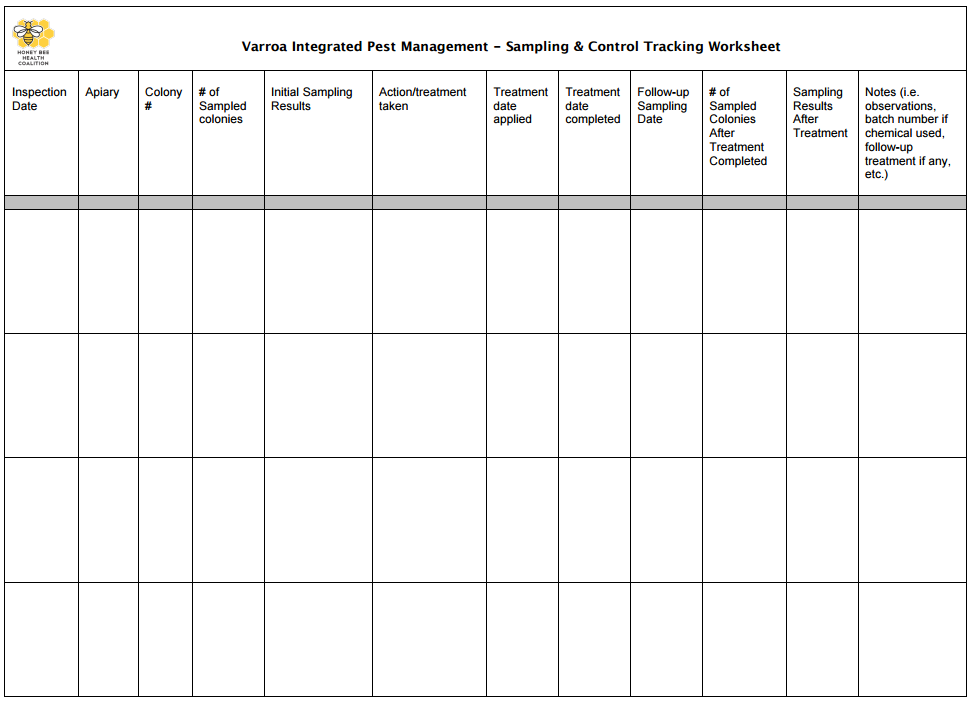 HONEY BEE
HEALTH
COALITION
Varroa Integrated Pest Management – Sampling & Control Tracking Worksheet
Inspection
Date
Apiary
Colony
#
# of
Sampled
colonies
Initial Sampling
Results
Action/treatment
taken
Treatment
date
applied
Treatment
date
completed
Follow-up
Sampling
Date
# of
Sampled
Colonies
After
Treatment
Completed
Sampling
Results
After
Treatment
Notes (i.e.
observations,
batch number if
chemical used,
follow-up
treatment if any,
etc.)